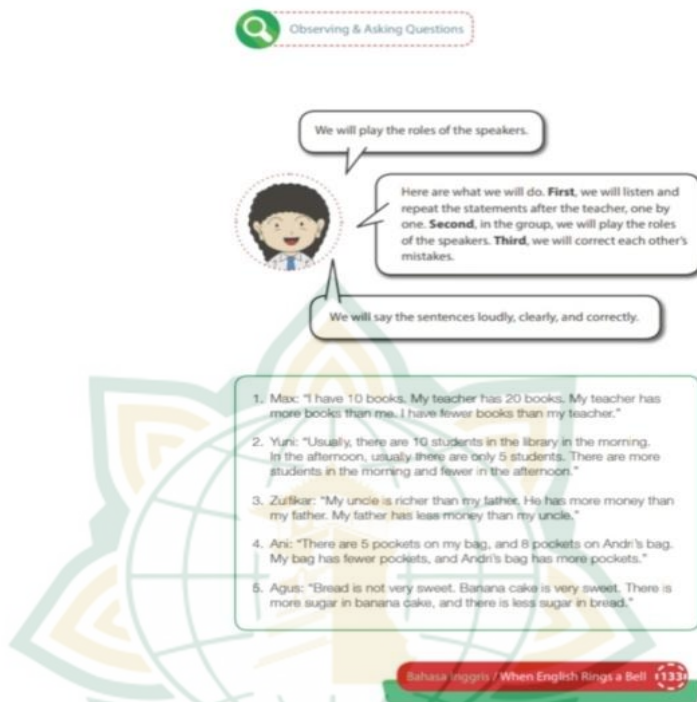 Observing & Asking Questions
We will play the roles of the speakers.
Here are what we will do. First, we will listen and
repeat the statements after the teacher, one by
one. Second, in the group, we will play the roles
of the speakers. Third, we will correct each other's
mistakes.
We will say the sentences loudly, clearly, and correctly.
1. Max: "I have 10 books. My teacher has 20 books. My teacher has
more books than me. I have fewer books than my teacher."
2. Yuni: "Usually, there are 10 students in the library in the morning.
In the afternoon, usually there are only 5 students. There are more
students in the morning and fewer in the afternoon."
3. Zulfikar: "My uncle is richer than my father. He has more money than
my father. My father has less money than my uncle."
4. Ani: "There are 5 pockets on my bag, and 8 pockets on Andri's bag.
My bag has fewer pockets, and Andri's bag has more pockets."
5. Agus: "Bread is not very sweet. Banana cake is very sweet. There is
more sugar in banana cake, and there is less sugar in bread."
Bahasa Inggris / When English Rings a Bell 133